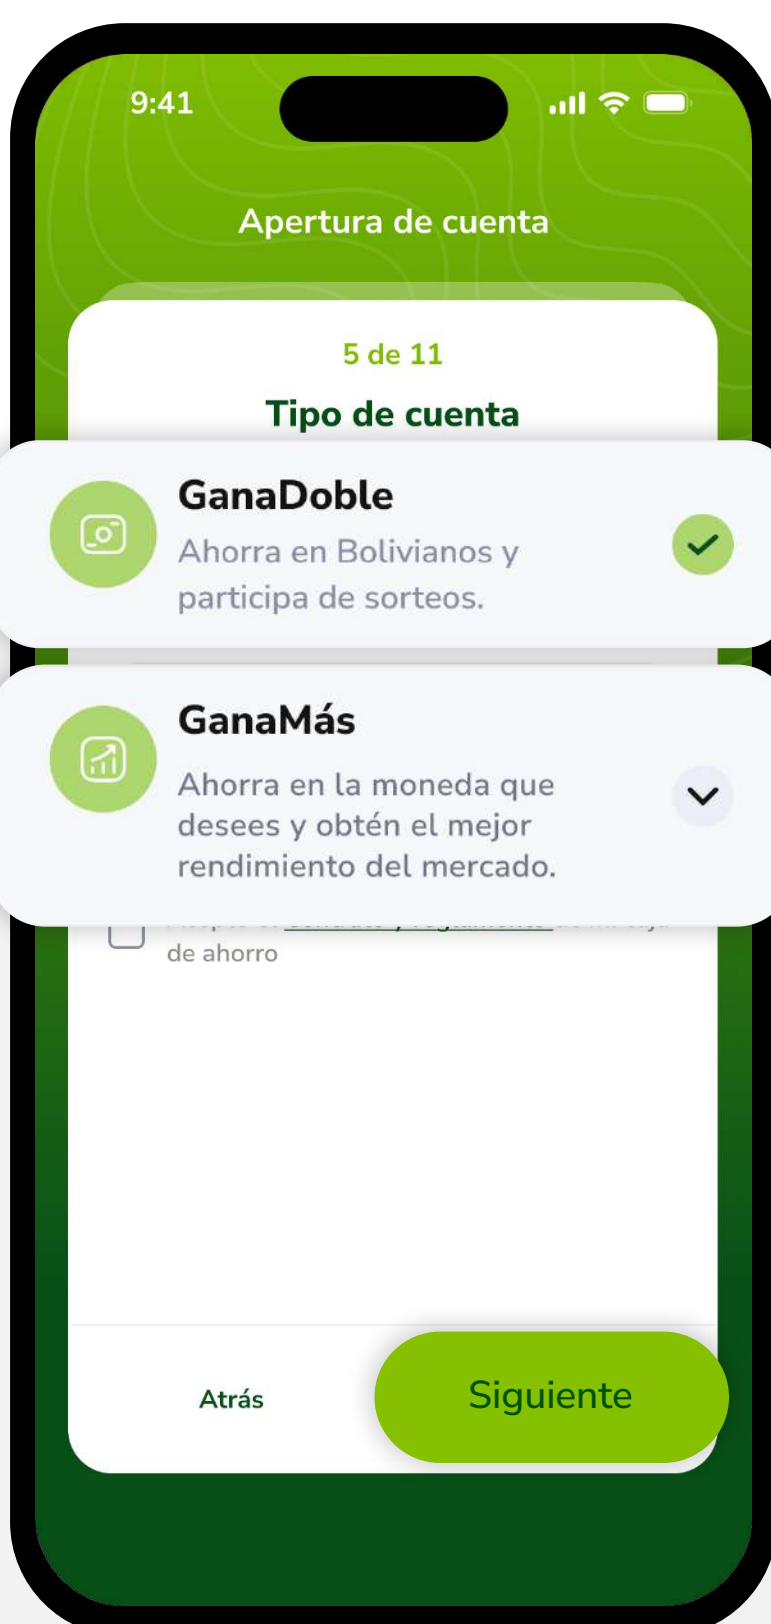 9:41
Apertura de cuenta
5 de 11
Tipo de cuenta
GanaDoble
Ahorra en Bolivianos y
participa de sorteos.
GanaMás
Ahorra en la moneda que
desees y obtén el mejor
rendimiento del mercado.
de ahorro
Atrás
Siguiente